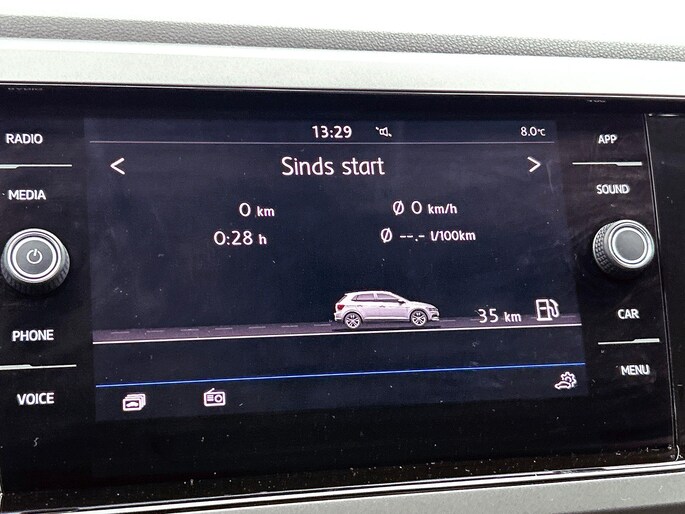 13:29 8.0°C
Sinds start
0 km Ø 0 km/h
0:28 h Ø --.- l/100km
35 km
RADIO
MEDIA
PHONE
VOICE
APP
SOUND
CAR
MENU